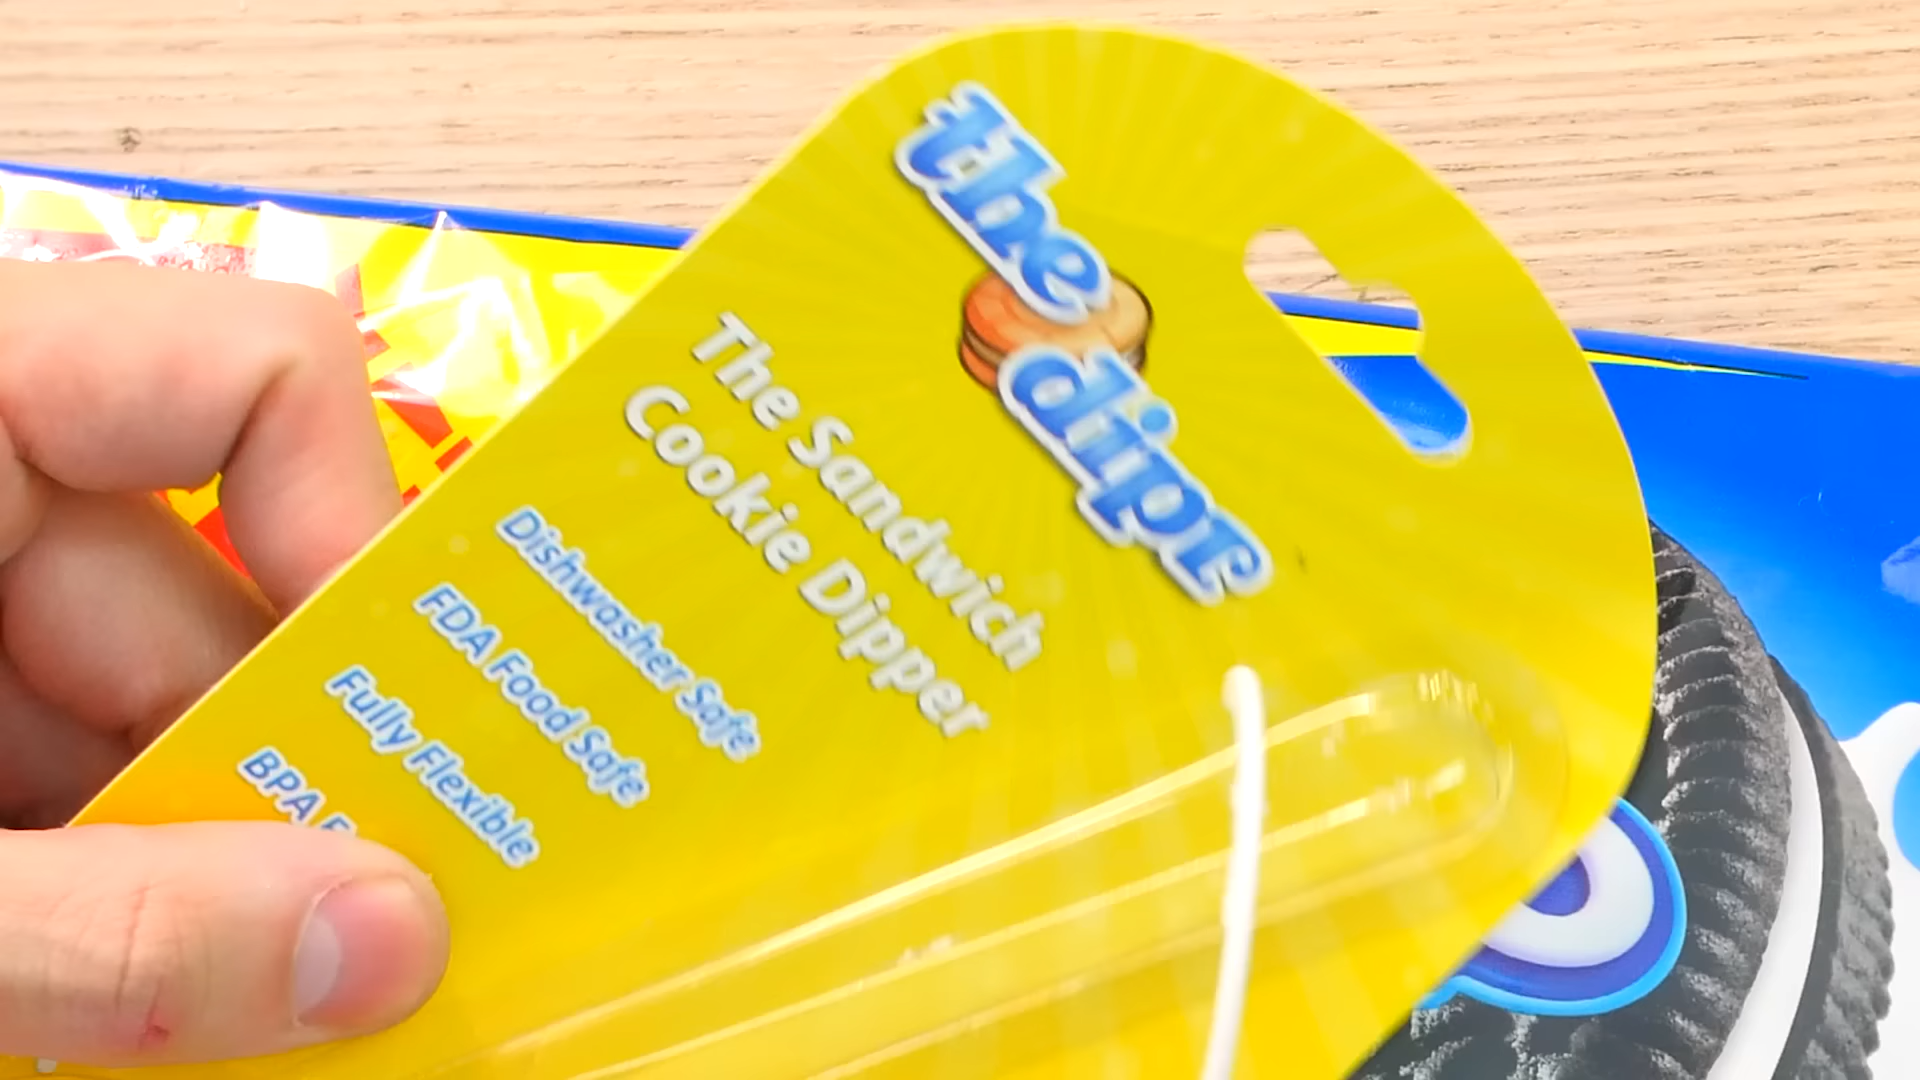 the
dipr
The Sandwich
Cookie Dipper
Dishwasher Safe
FDA Food Safe
Fully Flexible
BPA